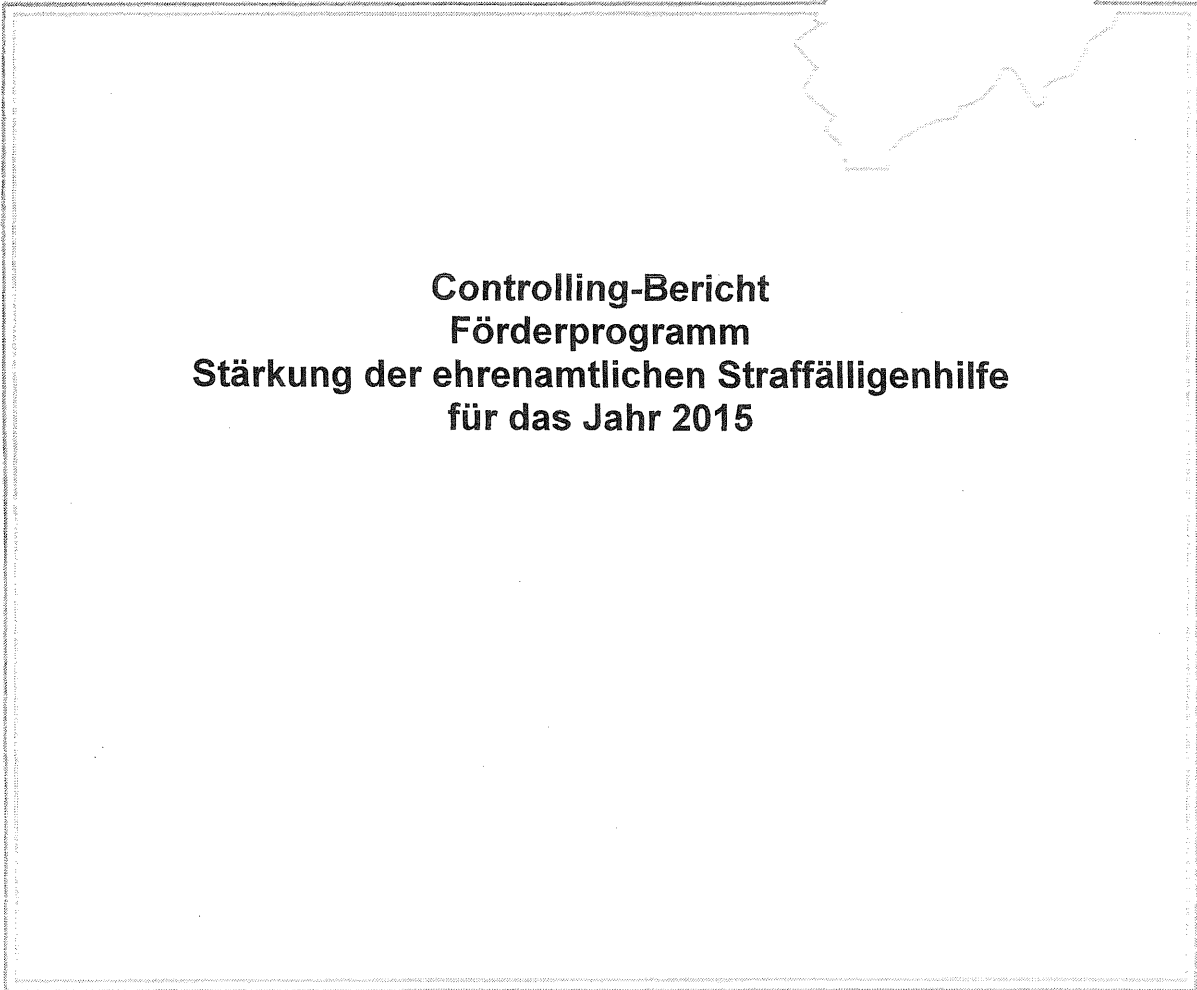 Controlling-Bericht
Förderprogramm
Stärkung der ehrenamtlichen Straffälligenhilfe
für das Jahr 2015